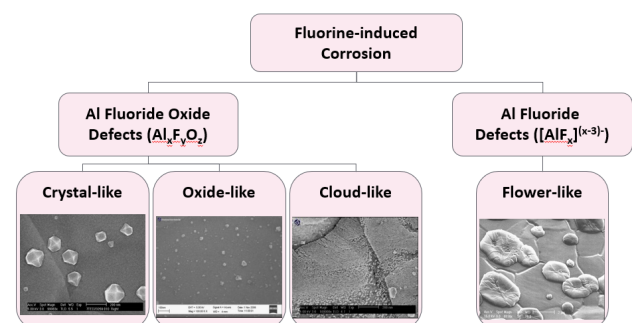 Fluorine-induced
Corrosion
Al Fluoride Oxide
Defects (AlxFyOz)
Al Fluoride
Defects ([AlFx](x-3)-)
Crystal-like
Oxide-like
Cloud-like
Flower-like